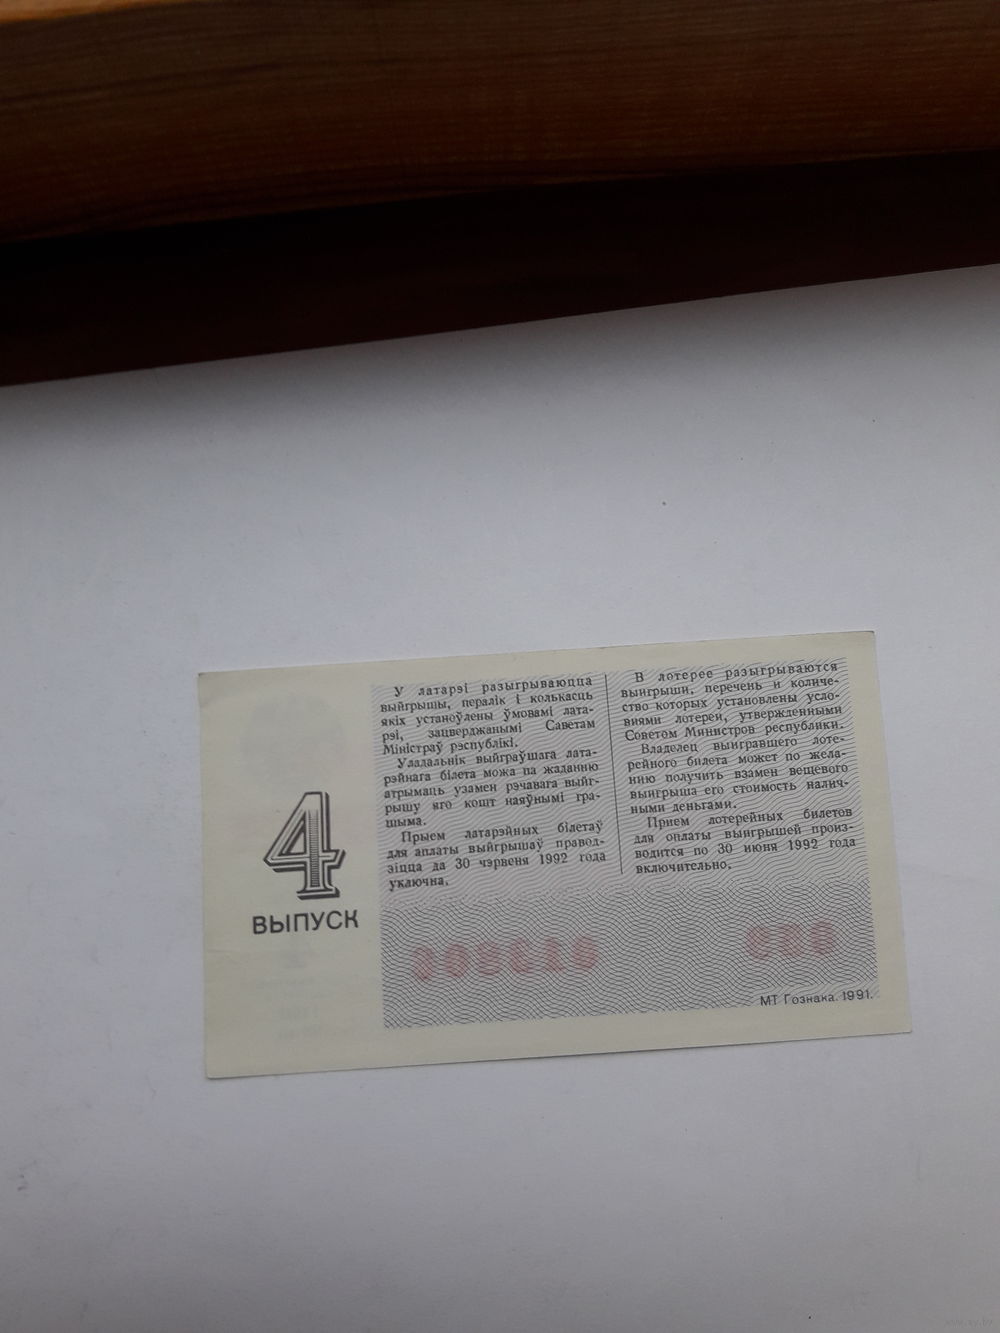 4
ВЫПУСК
У латарэі разыгрываюцца
выйгрышы, пералік і колькасць
якіх устаноўлены ўмовамі лата-
рэі, зацверджанымі Саветам
Міністраў рэспублікі.
Уладальнік выйграўшага лата-
рэйнага білета можа па жаданню
атрымаць узамен рэчавага выйг-
рышу яго кошт наяўнымі гра-
шыма.
Прыем латарэйных білетаў
для аплаты выйгрышаў правод-
зіцца да 30 чэрвеня 1992 года
уключна.
В лотерее разыгрываются
выигрыши, перечень и количе-
ство которых установлены усло-
виями лотереи, утвержденными
Советом Министров республики.
Владелец выигравшего лоте-
рейного билета может по жела-
нию получить взамен вещевого
выигрыша его стоимость налич-
ными деньгами.
Прием лотерейных билетов
для оплаты выигрышей произ-
водится по 30 июня 1992 года
включительно.
МТ Гознака. 1991.